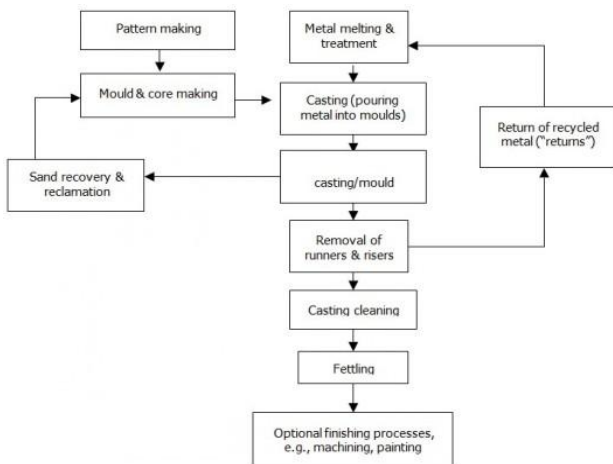 Pattern making
Metal melting &
treatment
Mould & core making
Casting (pouring
metal into moulds)
Return of recycled
metal ("returns")
Sand recovery &
reclamation
casting/mould
Removal of
runners & risers
Casting cleaning
Fettling
Optional finishing processes,
e.g., machining, painting